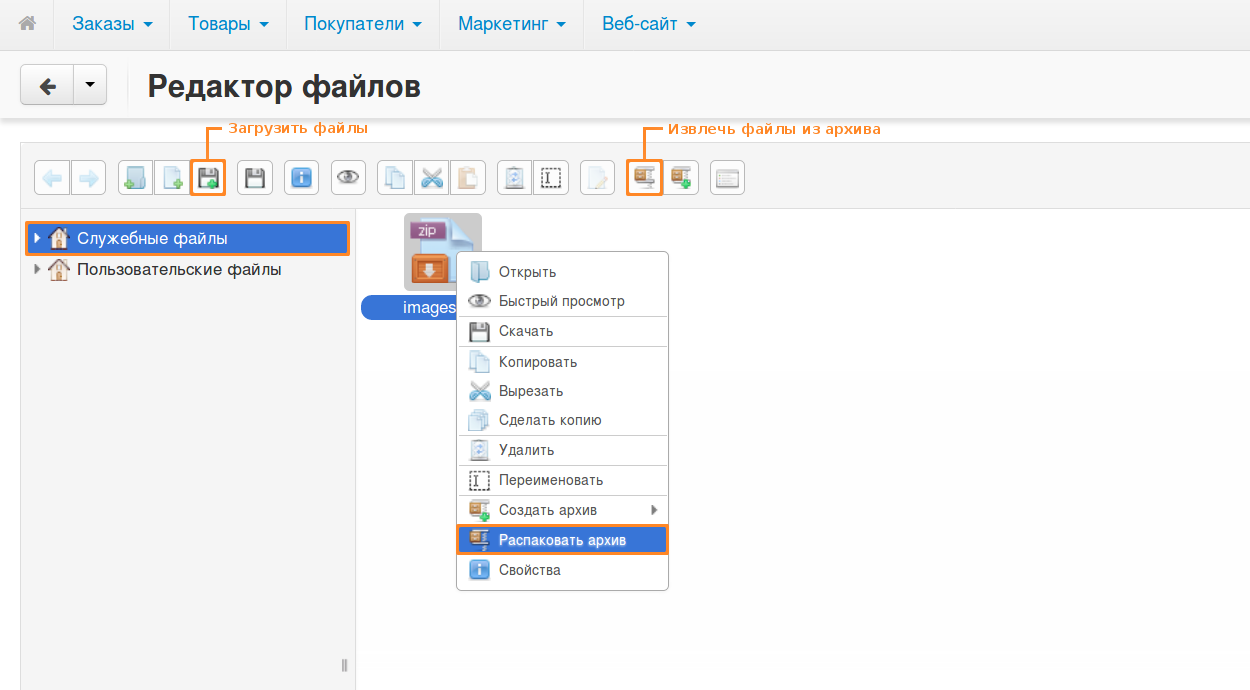 Заказы Товары Покупатели Маркетинг Веб-сайт
Редактор файлов
Загрузить файлы Извлечь файлы из архива
Служебные файлы
Пользовательские файлы
zip
images
Открыть
Быстрый просмотр
Скачать
Копировать
Вырезать
Сделать копию
Удалить
Переименовать
Создать архив
Распаковать архив
Свойства